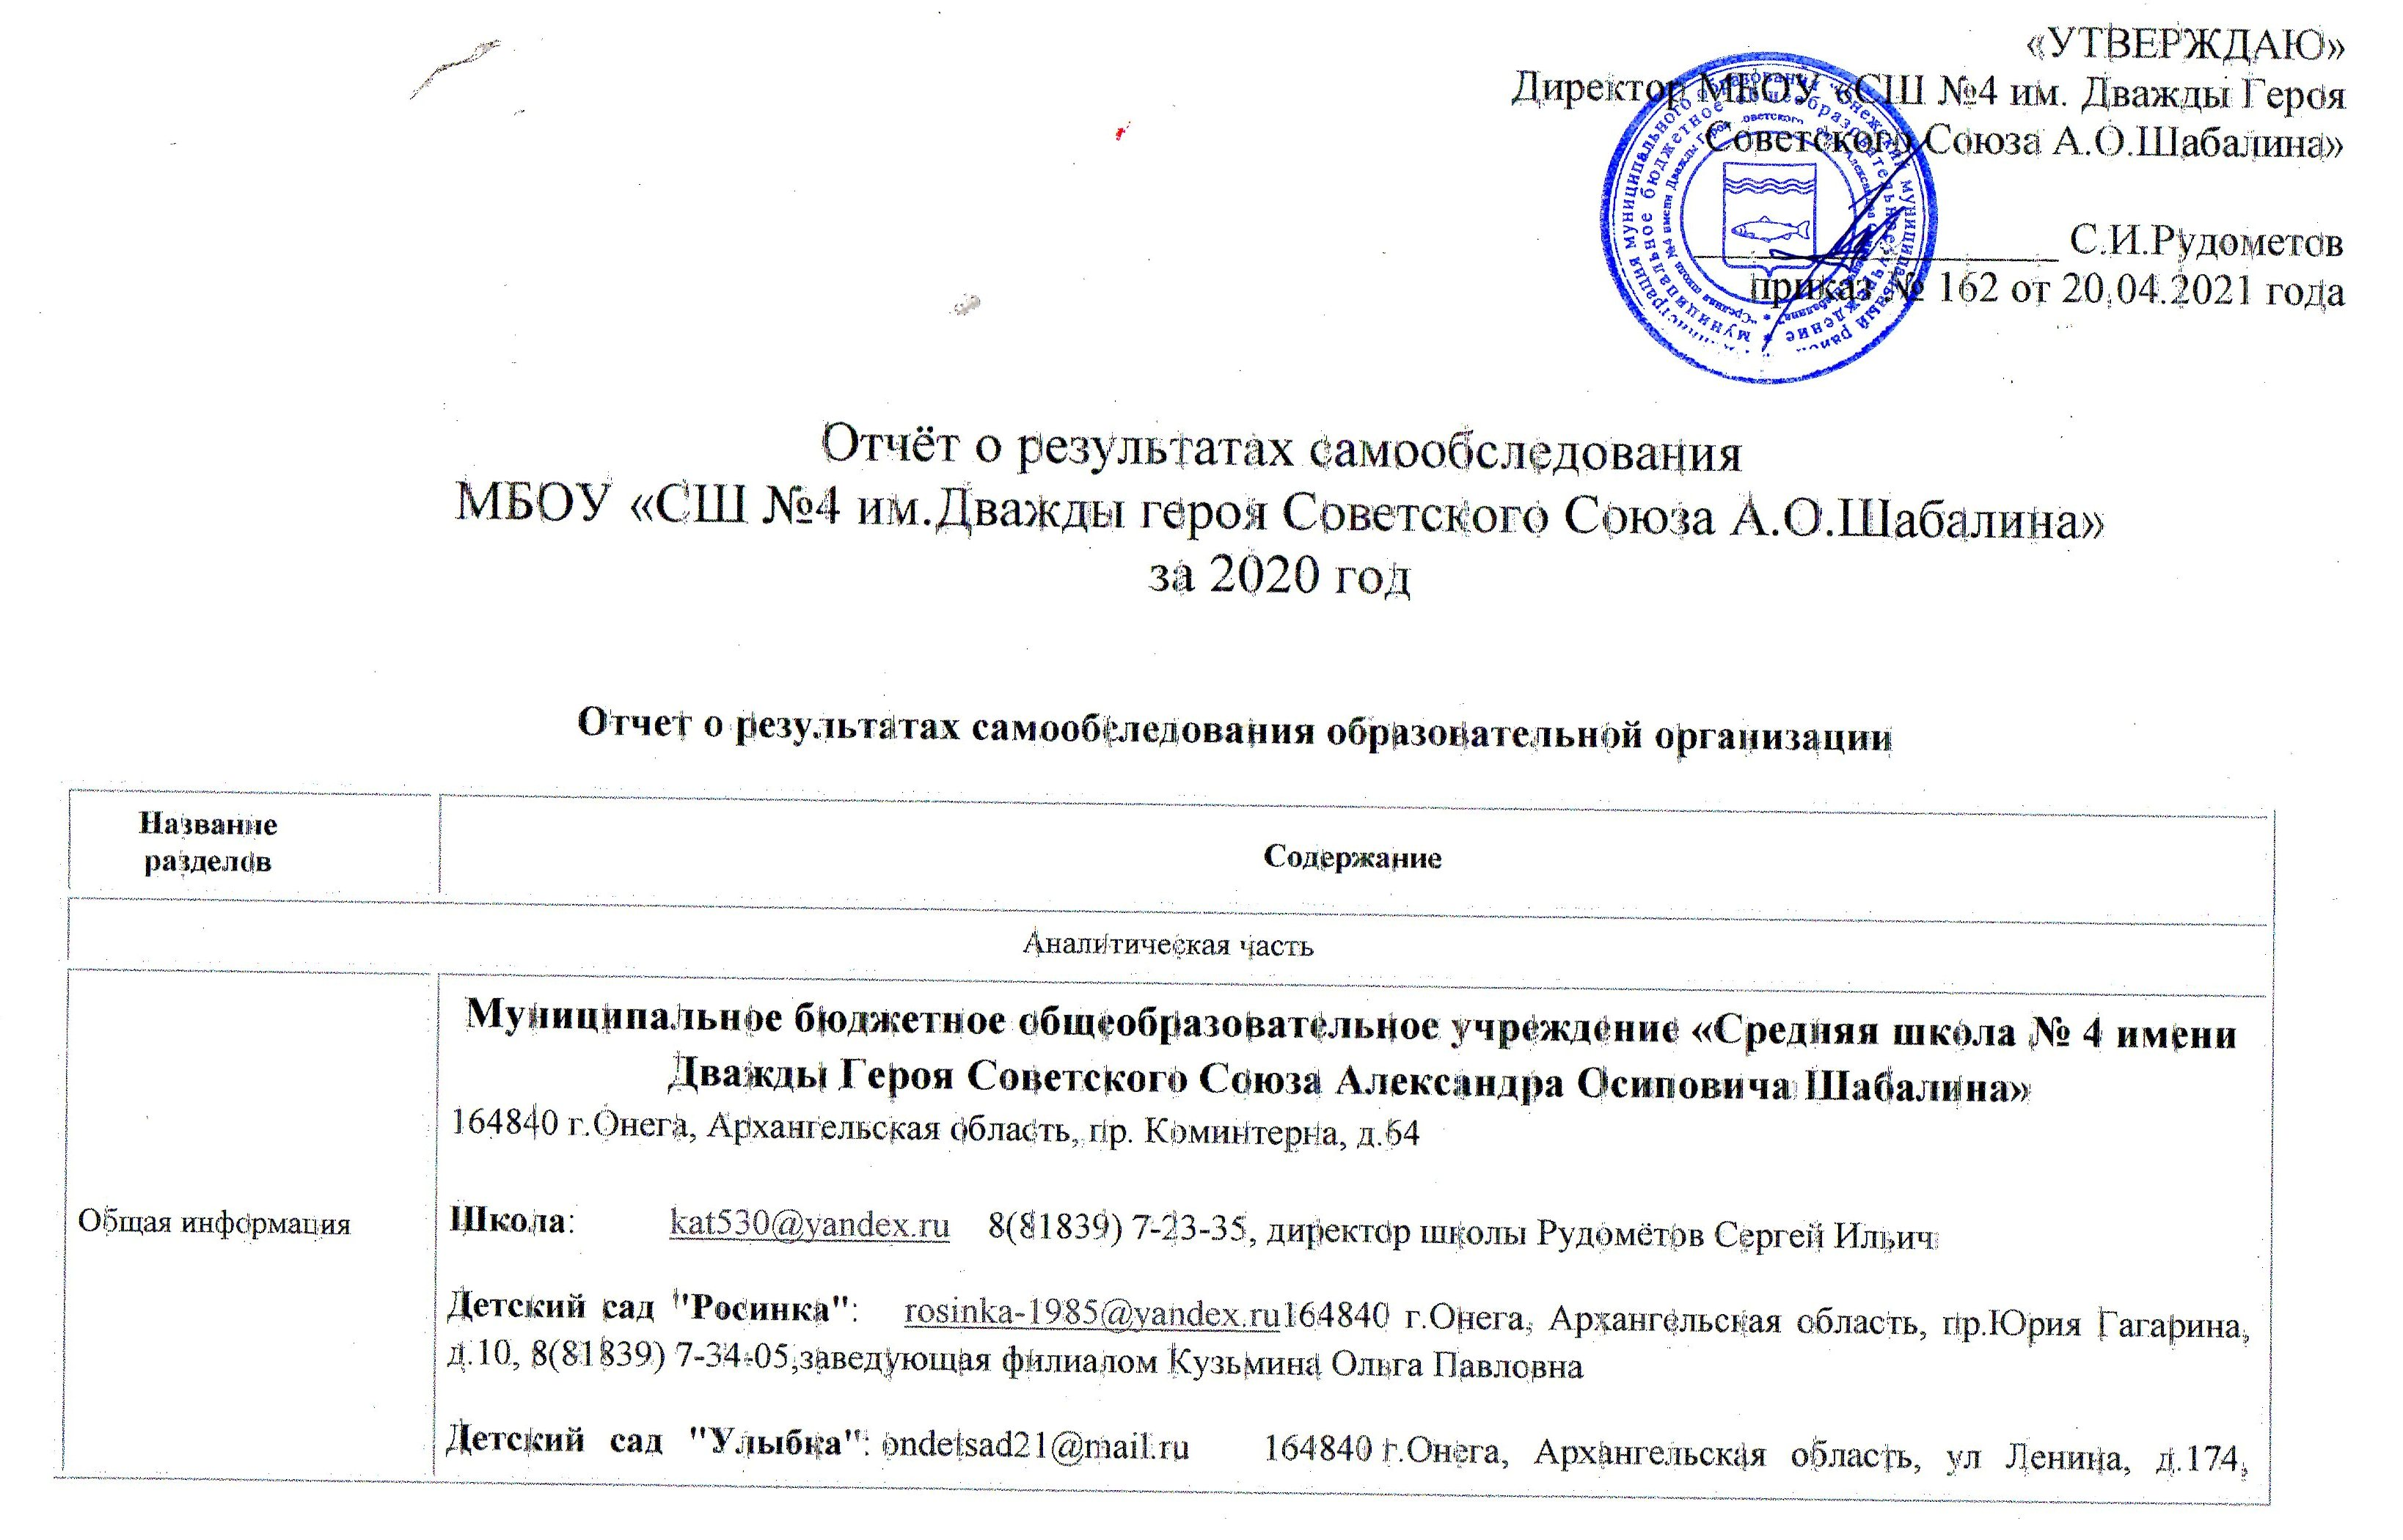 «УТВЕРЖДАЮ»
Директор МБОУ «СШ №4 им. Дважды Героя
Советского Союза А.О.Шабалина»
С.И.Рудометов
приказ № 162 от 20.04.2021 года
Отчёт о результатах самообследования
МБОУ «СШ №4 им.Дважды героя Советского Союза А.О.Шабалина»
за 2020 год
Отчет о результатах самообследования образовательной организации
Название
разделов
Содержание
Аналитическая часть
Общая информация
Муниципальное бюджетное общеобразовательное учреждение «Средняя школа № 4 имени
Дважды Героя Советского Союза Александра Осиповича Шабалина»
164840 г.Онега, Архангельская область, пр. Коминтерна, д.64
Школа: kat530@yandex.ru 8(81839) 7-23-35, директор школы Рудомётов Сергей Ильич
Детский сад "Росинка": rosinka-1985@yandex.ru164840 г.Онега, Архангельская область, пр.Юрия Гагарина,
д.10, 8(81839) 7-34-05,заведующая филиалом Кузьмина Ольга Павловна
Детский сад "Улыбка": ondetsad21@mail.ru 164840 г.Онега, Архангельская область, ул Ленина, д.174,